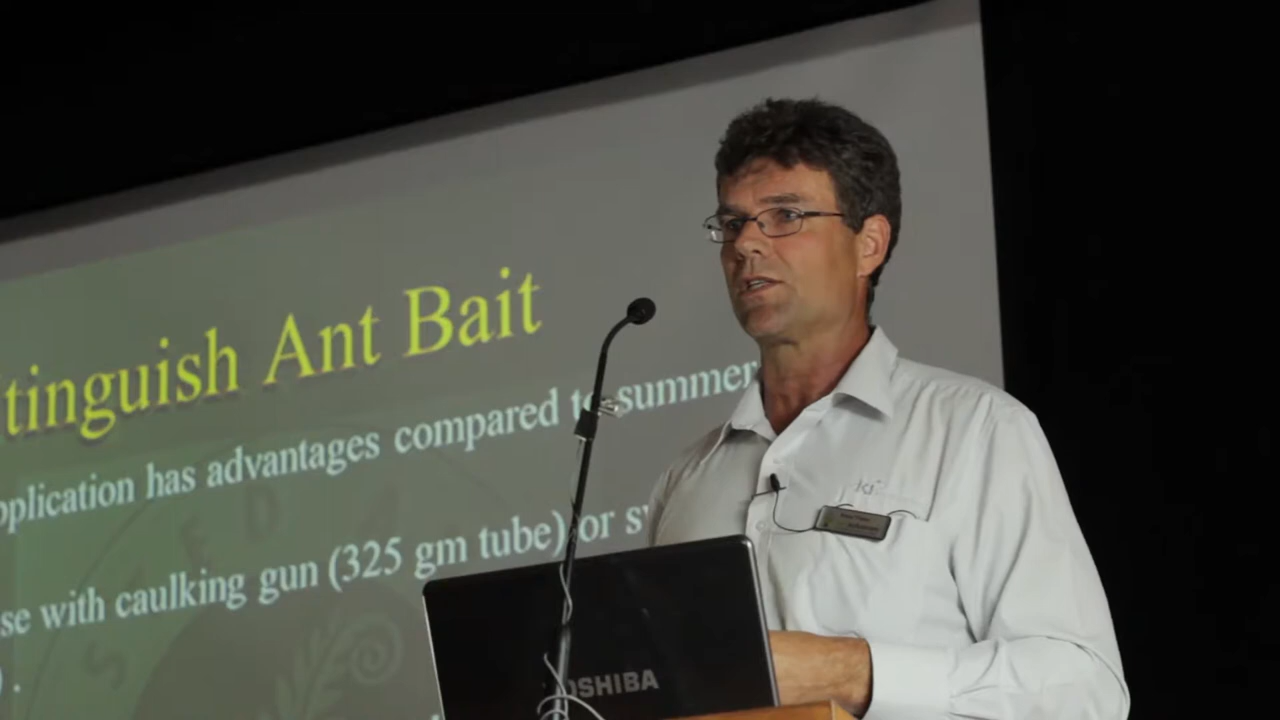 tinguish Ant Bait
pplication has advantages compared to summer
se with caulking gun (325 gm tube) or s
).
OSHIBA